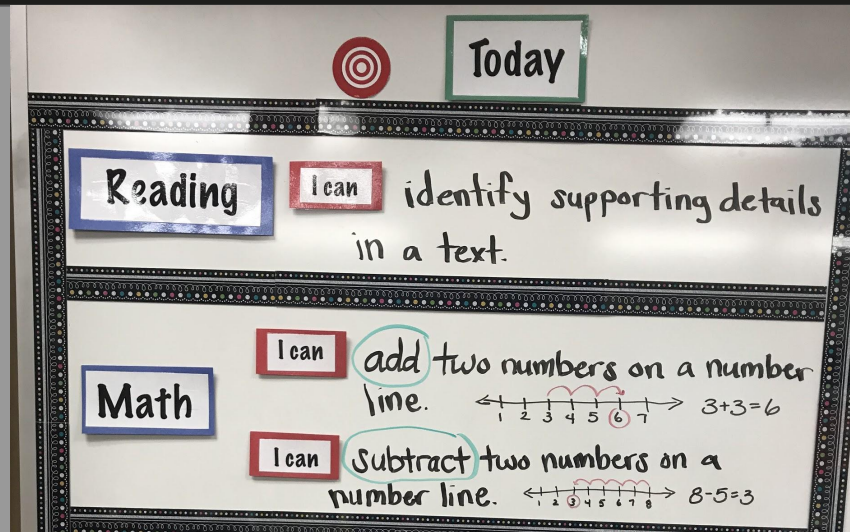 Today
Reading I can identify supporting details
in a text.
I can add two numbers on a number
Math line. 3+3=6
1 2 3 4 5 6 7
I can subtract two numbers on a
number line. 8-5=3
1 2 3 4 5 6 7 8